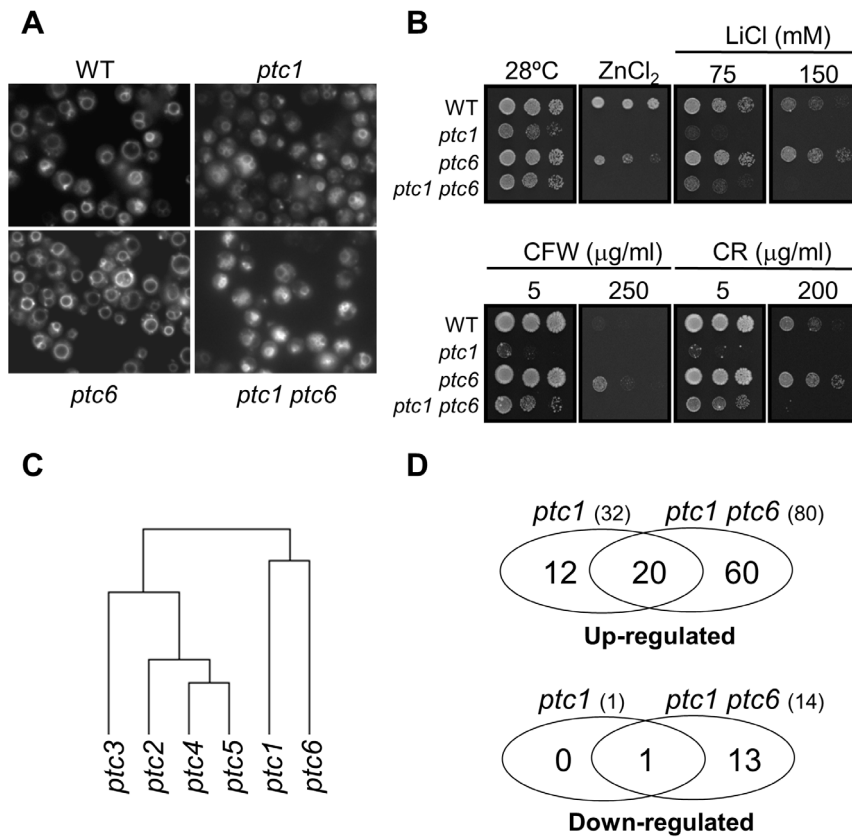 A
WT
ptc1
ptc6
ptc1 ptc6
B
LiCl (mM)
28ºC
ZnCl2
75
150
WT
ptc1
ptc6
ptc1 ptc6
CFW (µg/ml)
CR (µg/ml)
5
250
5
200
WT
ptc1
ptc6
ptc1 ptc6
C
ptc3
ptc2
ptc4
ptc5
ptc1
ptc6
D
ptc1 (32)
ptc1 ptc6 (80)
12
20
60
Up-regulated
ptc1 (1)
ptc1 ptc6 (14)
0
1
13
Down-regulated